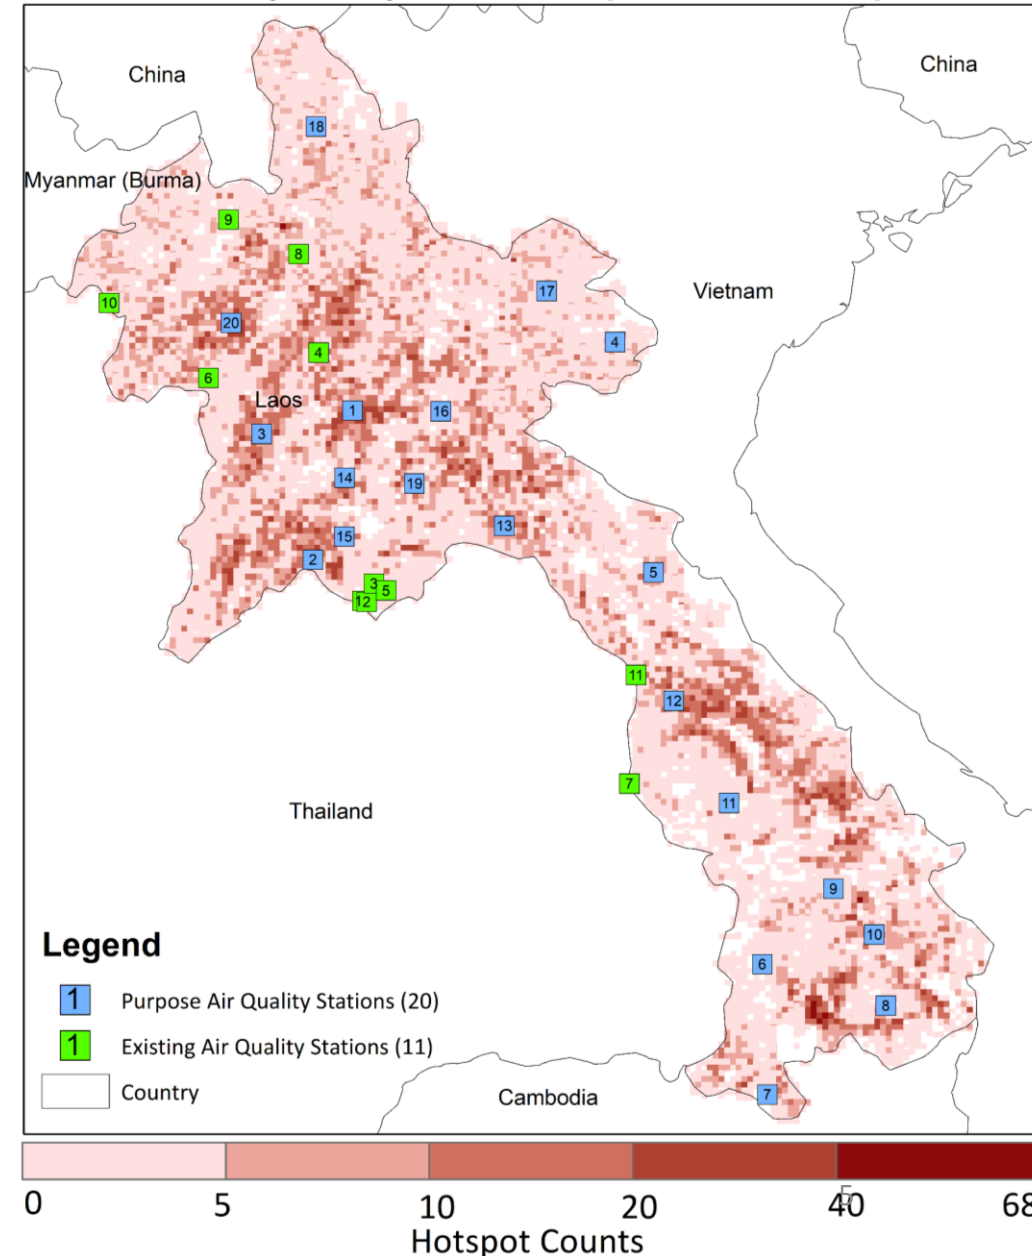 China
China
18
Myanmar (Burma)
9
8
17
Vietnam
10
20
4
4
6
Laos
1
16
3
14
19
13
15
2
5
3
5
12
11
12
7
Thailand
11
9
10
6
8
7
Cambodia
Legend
1 Purpose Air Quality Stations (20)
1 Existing Air Quality Stations (11)
Country
0 5 10 20 40 68
Hotspot Counts